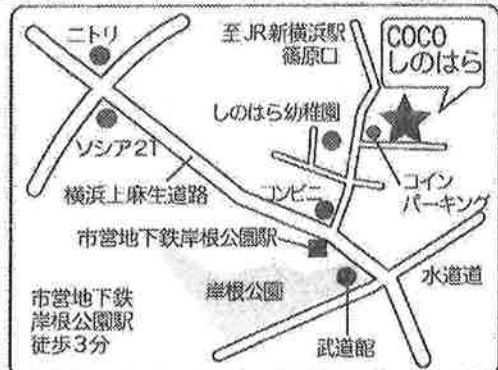 ニトリ
至JR新横浜駅
篠原口
COCO
しのはら
しのはら幼稚園
ソシア21
コイン
パーキング
横浜上麻生道路
コンビニ
市営地下鉄岸根公園駅
岸根公園
水道道
市営地下鉄
岸根公園駅
徒歩3分
武道館